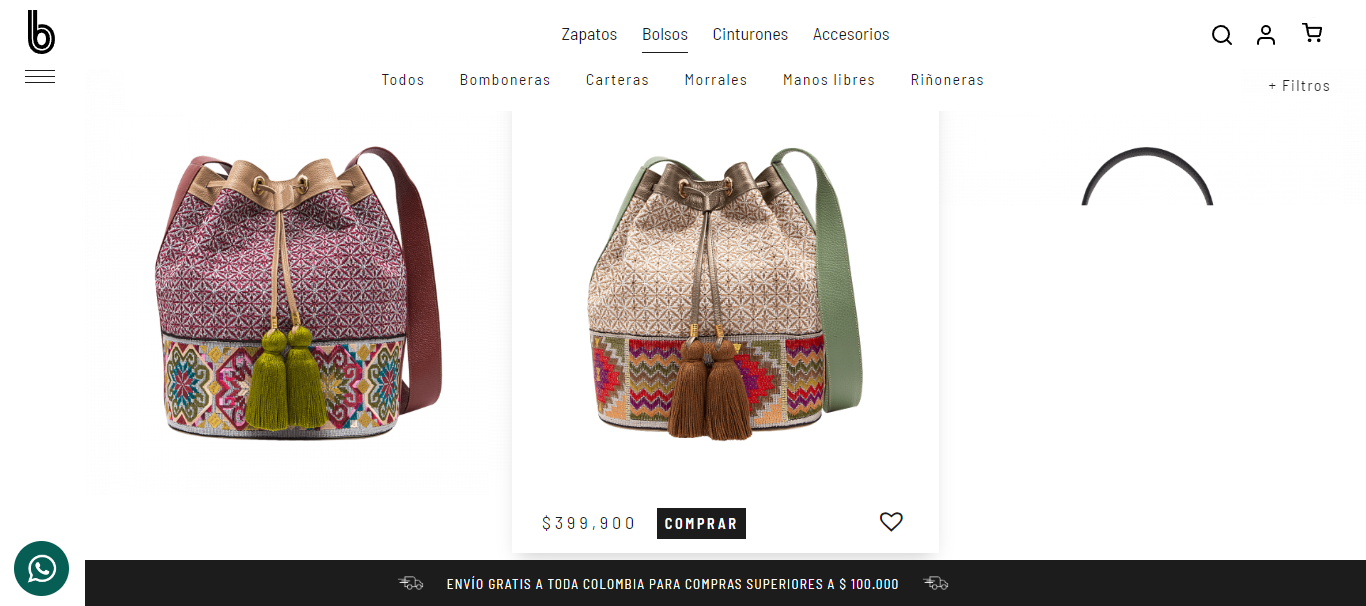 b
Zapatos Bolsos Cinturones Accesorios
Todos Bomboneras Carteras Morrales Manos libres Riñoneras
+ Filtros
$399,900 COMPRAR
ENVÍO GRATIS A TODA COLOMBIA PARA COMPRAS SUPERIORES A $ 100.000